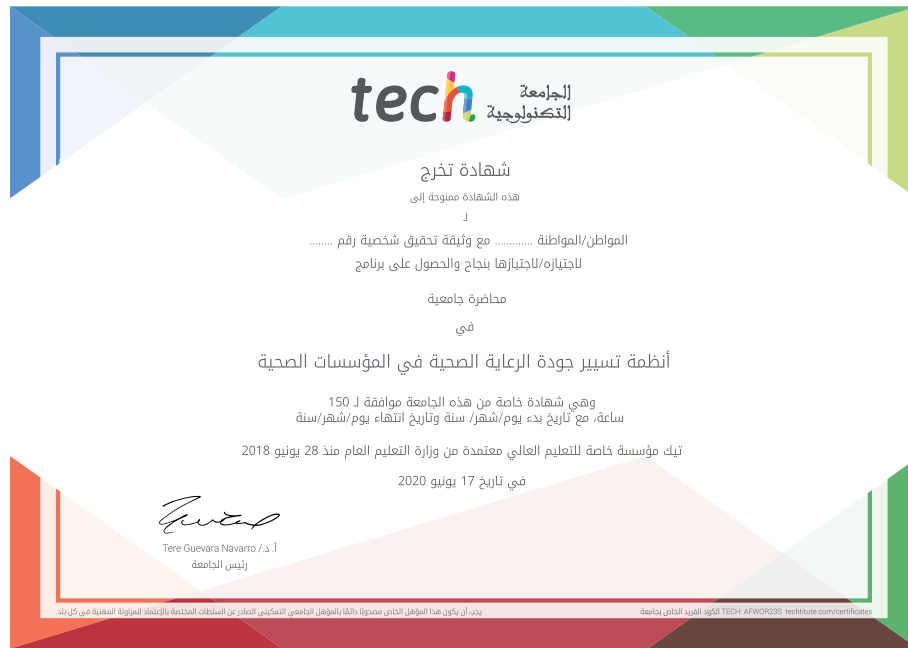 tech
الجامعة
التكنولوجية
شهادة تخرج
هذه الشهادة ممنوحة إلى
لـ
المواطن/المواطنة ............. مع وثيقة تحقيق شخصية رقم ........
لاجتيازه/لاجتيازها بنجاح والحصول على برنامج
محاضرة جامعية
في
أنظمة تسيير جودة الرعاية الصحية في المؤسسات الصحية
وهي شهادة خاصة من هذه الجامعة موافقة لـ 150
ساعة، مع تاريخ بدء يوم/شهر/ سنة وتاريخ انتهاء يوم/شهر/سنة
تيك مؤسسة خاصة للتعليم العالي معتمدة من وزارة التعليم العام منذ 28 يونيو 2018
في تاريخ 17 يونيو 2020
أ.د./ Tere Guevara Navarro
رئيس الجامعة
يجب أن يكون هذا المؤهل الخاص مصحوبًا دائمًا بالمؤهل الجامعي التمكيني الصادر عن السلطات المختصة بالإعتماد للمزاولة المهنية في كل بلد.
الكود الفريد الخاص بجامعة TECH: AFWOR23S techtitute.com/certificates